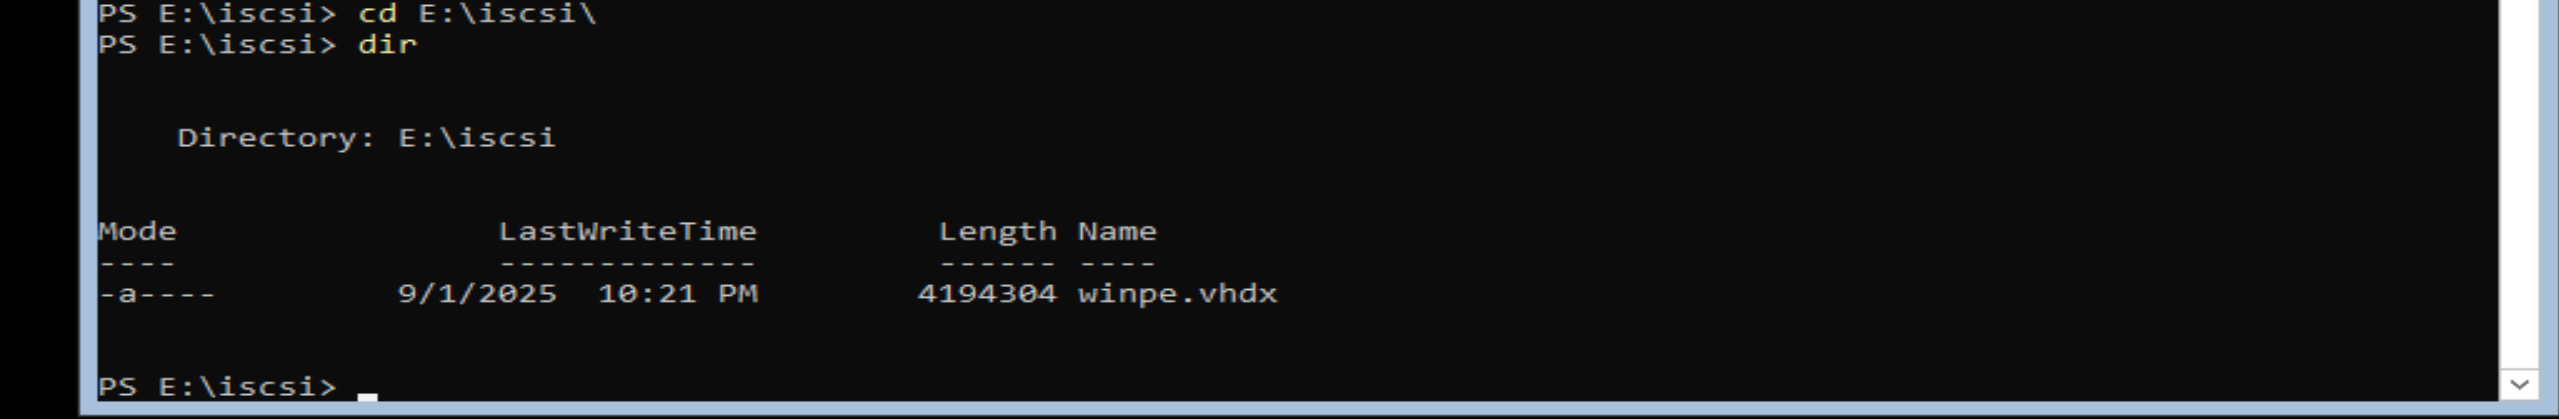 PS E:\iscsi> cd E:\iscsi\
PS E:\iscsi> dir
Directory: E:\iscsi
Mode                LastWriteTime         Length Name
----                -------------         ------ ----
-a----         9/1/2025  10:21 PM        4194304 winpe.vhdx
PS E:\iscsi>